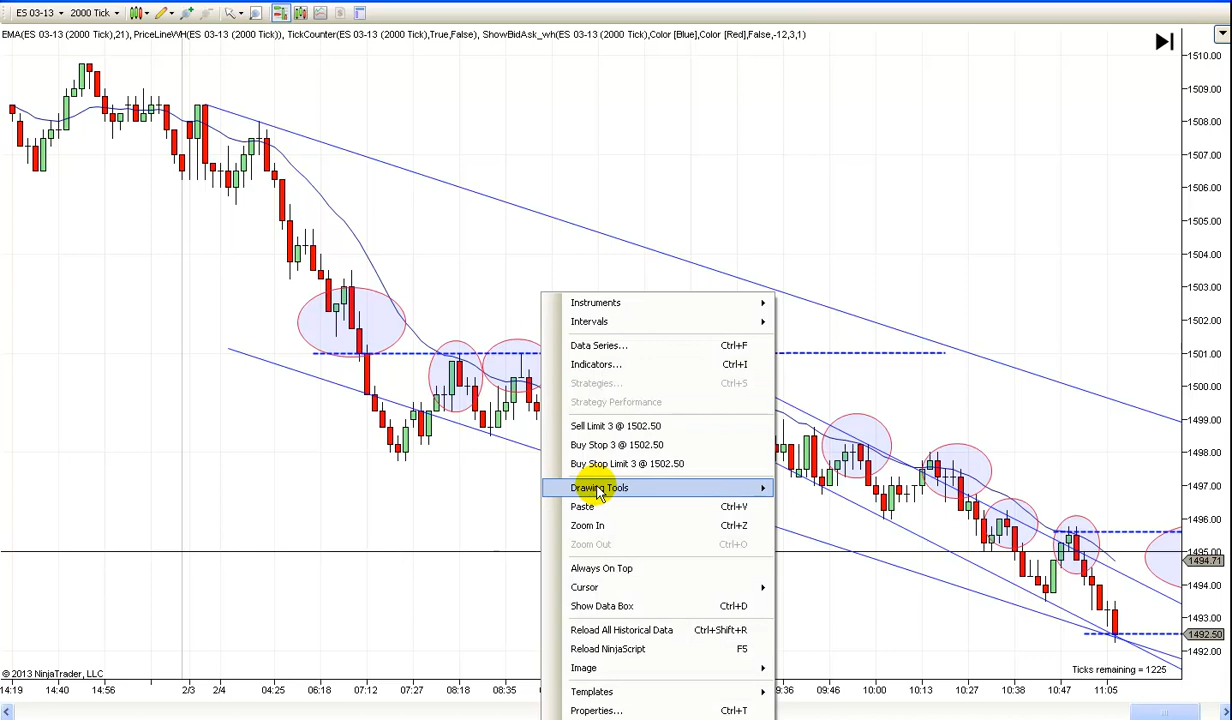 ES 03-13 2000 Tick
EMA(ES 03-13 (2000 Tick),21), PriceLineWH(ES 03-13 (2000 Tick)), TickCounter(ES 03-13 (2000 Tick),True,False), ShowBidAsk_wh(ES 03-13 (2000 Tick),Color [Blue],Color [Red],False,-12,3,1)
1510.00
1509.00
1508.00
1507.00
1506.00
1505.00
1504.00
1503.00
1502.00
1501.00
1500.00
1499.00
1498.00
1497.00
1496.00
1495.00
1494.71
1494.00
1493.00
1492.50
1492.00
Instruments
Intervals
Data Series... Ctrl+F
Indicators... Ctrl+I
Strategies... Ctrl+S
Strategy Performance
Sell Limit 3 @ 1502.50
Buy Stop 3 @ 1502.50
Buy Stop Limit 3 @ 1502.50
Drawing Tools
Paste Ctrl+V
Zoom In Ctrl+Z
Zoom Out Ctrl+O
Always On Top
Cursor
Show Data Box Ctrl+D
Reload All Historical Data Ctrl+Shift+R
Reload NinjaScript F5
Image
Templates
Properties... Ctrl+T
© 2013 NinjaTrader, LLC
Ticks remaining = 1225
14:19 14:40 14:56 2/3 2/4 04:25 06:18 07:12 07:27 08:18 08:35 9:36 09:46 10:00 10:13 10:27 10:38 10:47 11:05